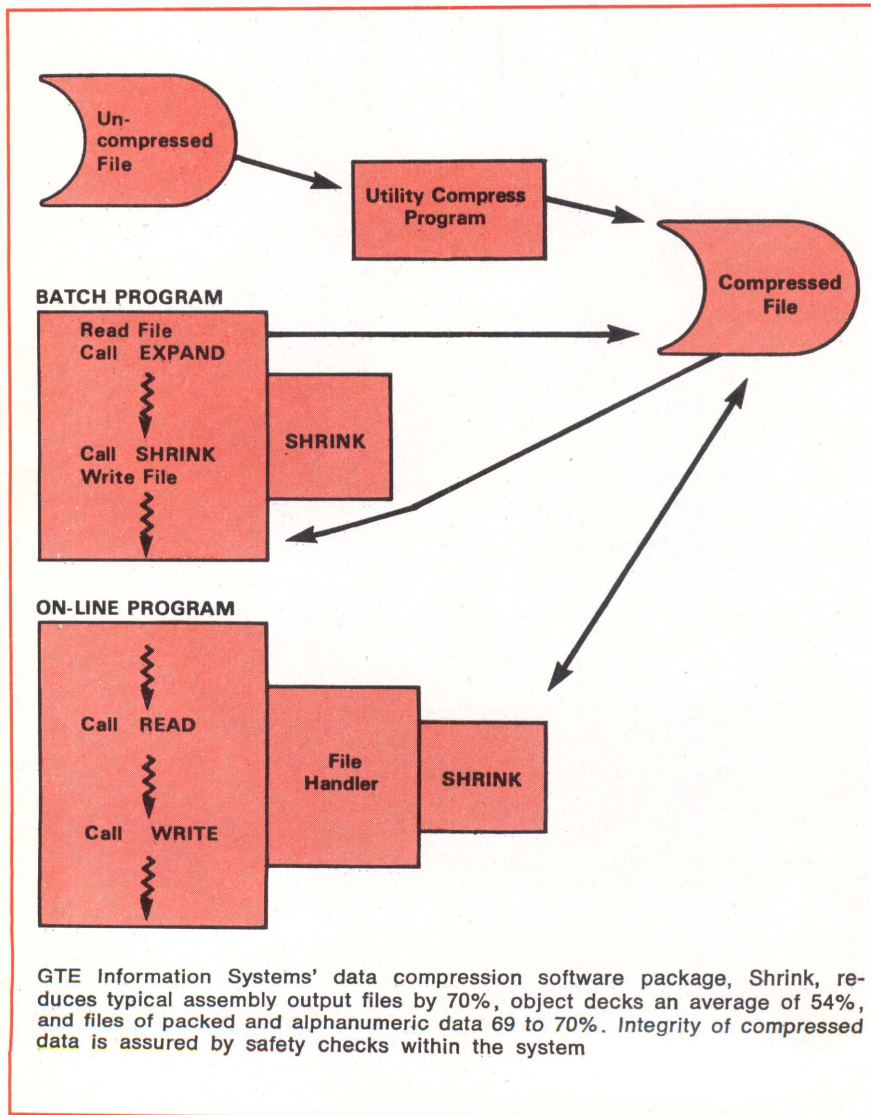 Un-
compressed
File
Utility Compress
Program
Compressed
File
BATCH PROGRAM
Read File
Call EXPAND
Call SHRINK
Write File
SHRINK
ON-LINE PROGRAM
Call READ
Call WRITE
File
Handler
SHRINK
GTE Information Systems' data compression software package, Shrink, re-
duces typical assembly output files by 70%, object decks an average of 54%,
and files of packed and alphanumeric data 69 to 70%. Integrity of compressed
data is assured by safety checks within the system